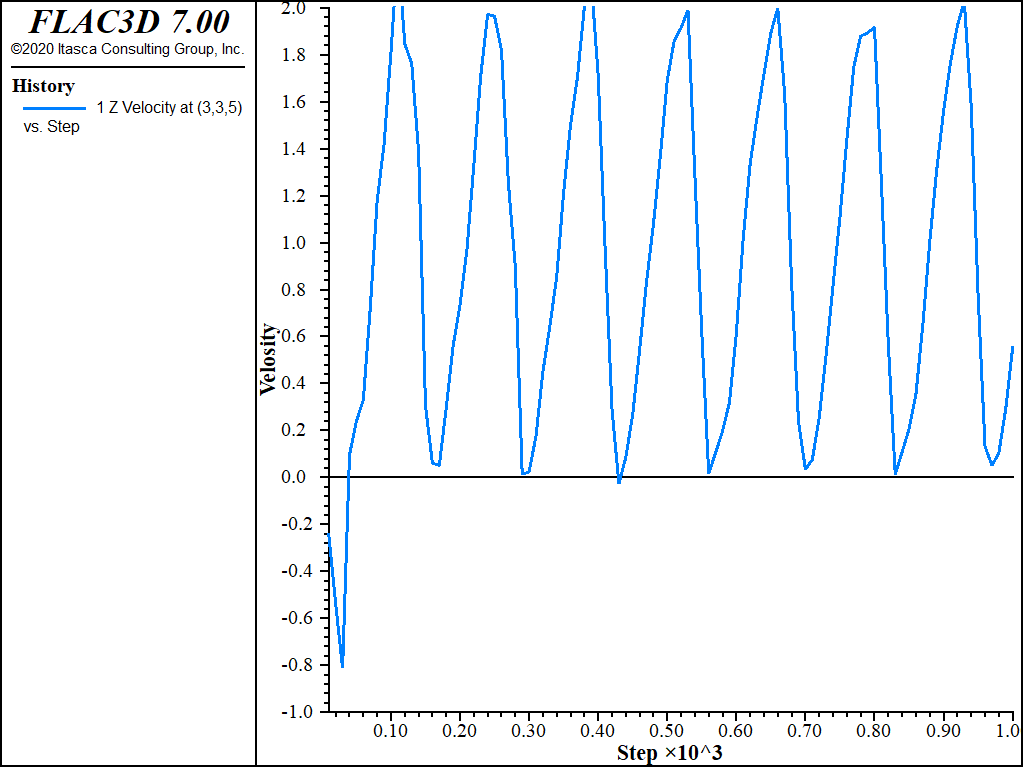 FLAC3D 7.00
©2020 Itasca Consulting Group, Inc.
History
1 Z Velocity at (3,3,5)
vs. Step
2.0
1.8
1.6
1.4
1.2
1.0
0.8
0.6
0.4
0.2
0.0
-0.2
-0.4
-0.6
-0.8
-1.0
Velosity
0.10 0.20 0.30 0.40 0.50 0.60 0.70 0.80 0.90 1.0
Step ×10^3